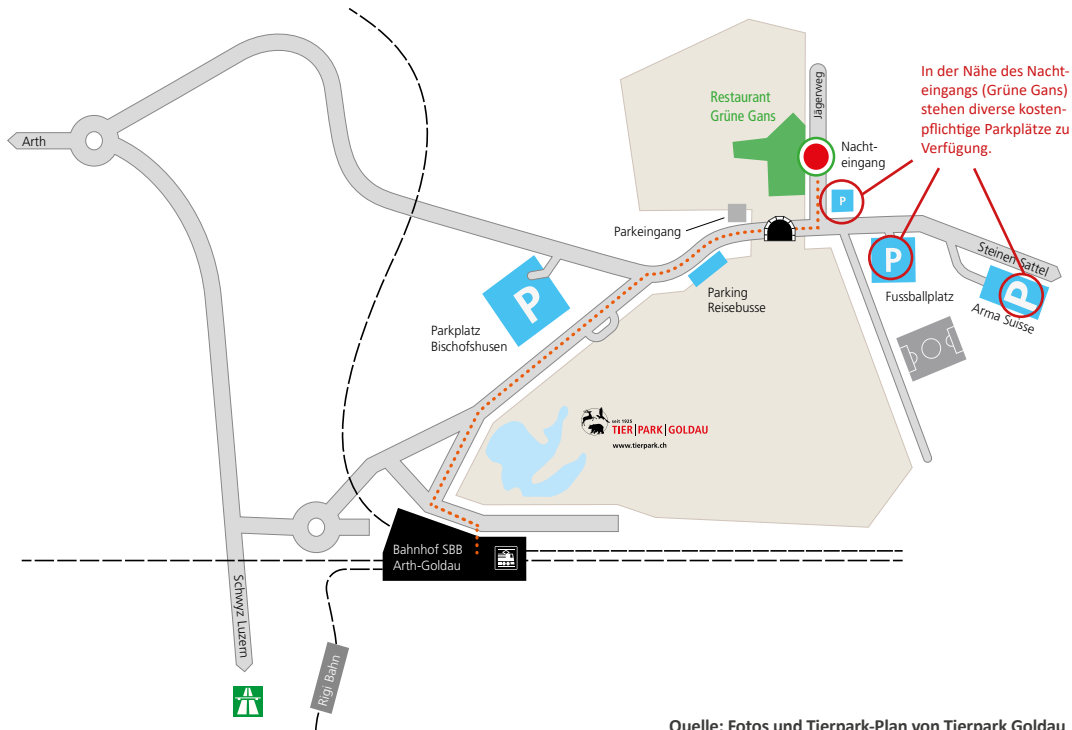 In der Nähe des Nacht-
eingangs (Grüne Gans)
stehen diverse kosten-
pflichtige Parkplätze zu
Verfügung.
Jägerweg
Restaurant
Grüne Gans
Arth
Nacht-
eingang
P
Parkeingang
Steinen Sattel
P
P
Parking
Reisebusse
Fussballplatz
Arma Suisse
P
Parkplatz
Bischofshusen
seit 1925
TIER|PARK|GOLDAU
www.tierpark.ch
Bahnhof SBB
Arth-Goldau
Schwyz Luzern
Rigi Bahn
Quelle: Fotos und Tierpark-Plan von Tierpark Goldau